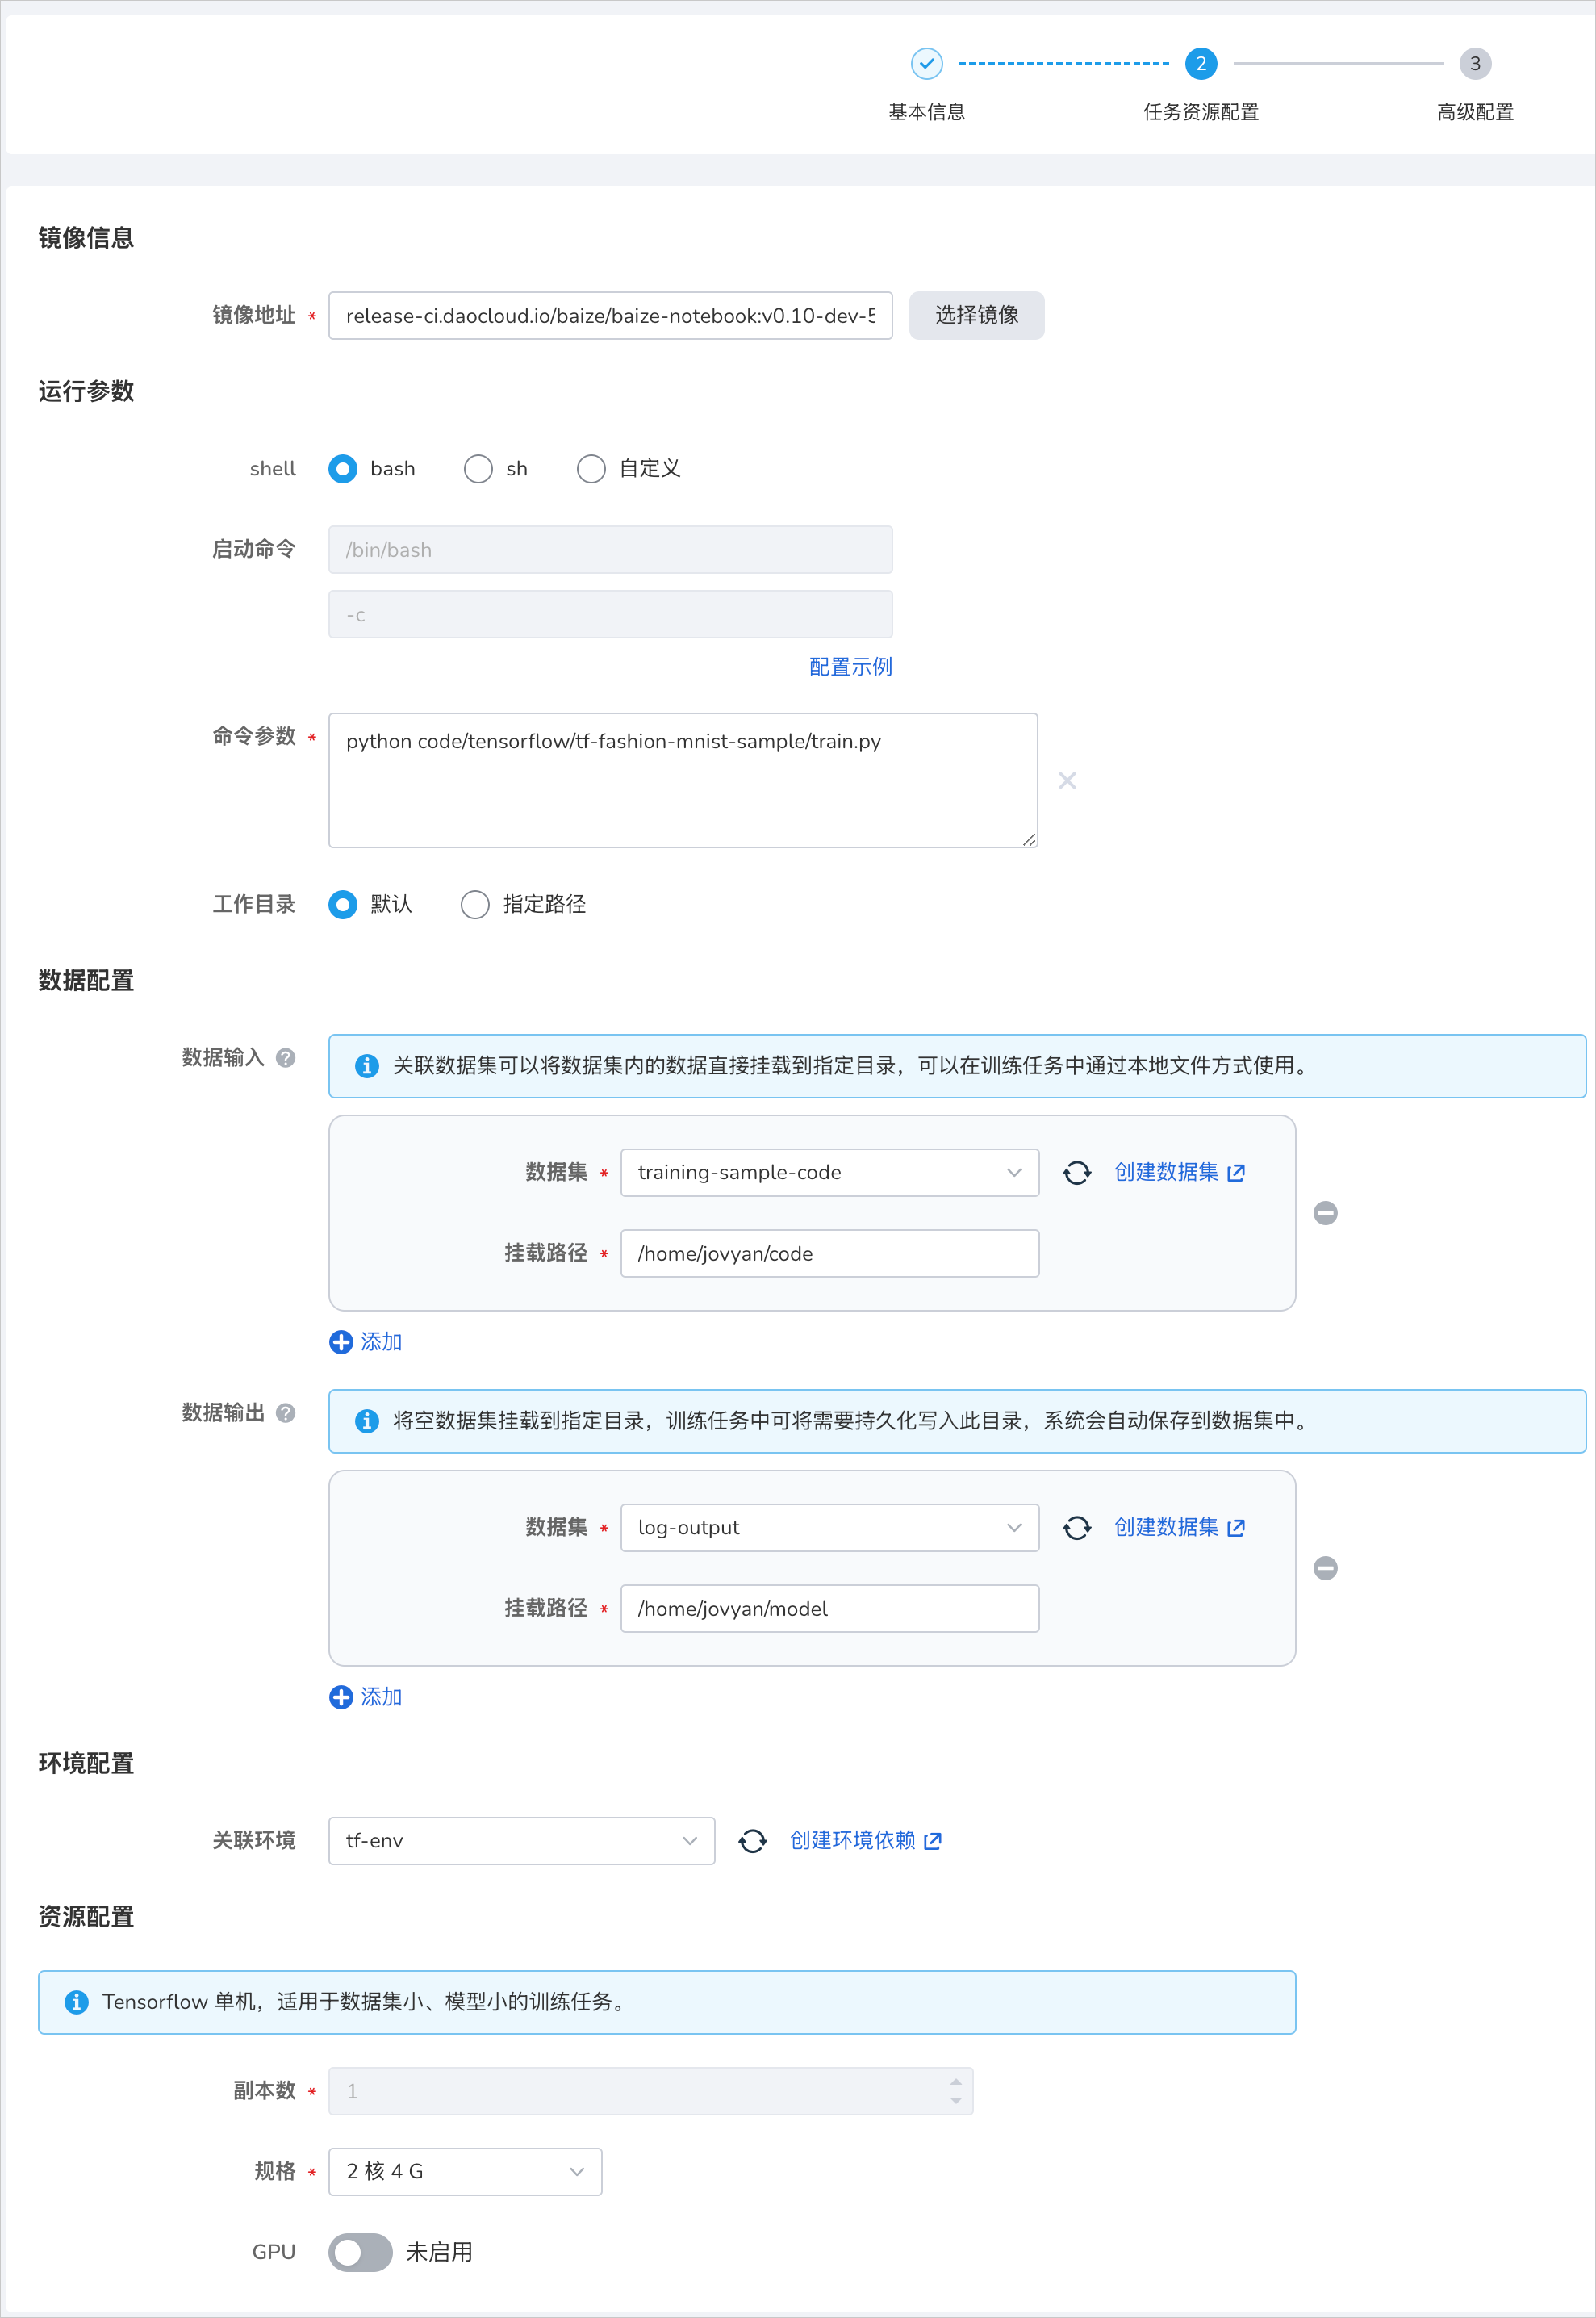 2
3
基本信息
任务资源配置
高级配置
镜像信息
镜像地址 * release-ci.daocloud.io/baize/baize-notebook:v0.10-dev-5 选择镜像
运行参数
shell bash sh 自定义
启动命令 /bin/bash
-c
配置示例
命令参数 * python code/tensorflow/tf-fashion-mnist-sample/train.py
工作目录 默认 指定路径
数据配置
数据输入 ? 关联数据集可以将数据集内的数据直接挂载到指定目录，可以在训练任务中通过本地文件方式使用。
数据集 * training-sample-code 创建数据集
挂载路径 * /home/jovyan/code
添加
数据输出 ? 将空数据集挂载到指定目录，训练任务中可将需要持久化写入此目录，系统会自动保存到数据集中。
数据集 * log-output 创建数据集
挂载路径 * /home/jovyan/model
添加
环境配置
关联环境 tf-env 创建环境依赖
资源配置
Tensorflow 单机，适用于数据集小、模型小的训练任务。
副本数 * 1
规格 * 2 核 4 G
GPU 未启用